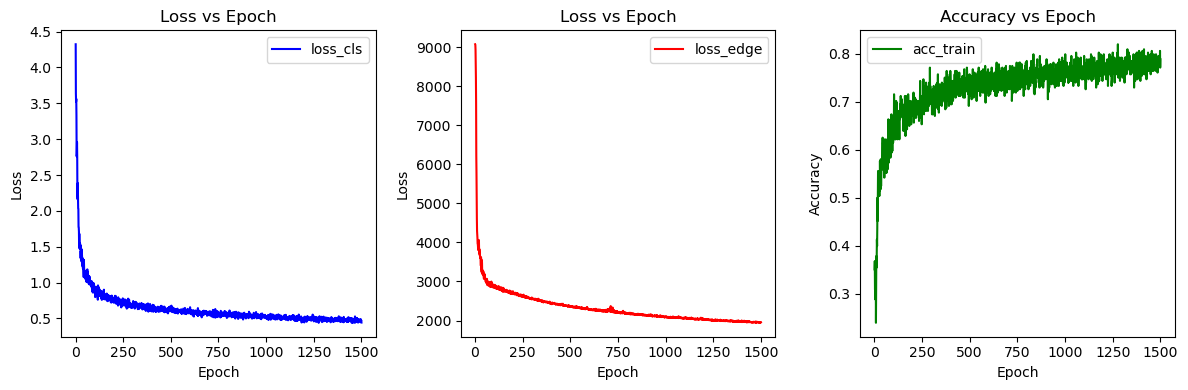 Loss vs Epoch
loss_cls
4.5
4.0
3.5
3.0
2.5
2.0
1.5
1.0
0.5
Loss
0 250 500 750 1000 1250 1500
Epoch
Loss vs Epoch
loss_edge
9000
8000
7000
6000
5000
4000
3000
2000
Loss
0 250 500 750 1000 1250 1500
Epoch
Accuracy vs Epoch
acc_train
0.8
0.7
0.6
0.5
0.4
0.3
Accuracy
0 250 500 750 1000 1250 1500
Epoch